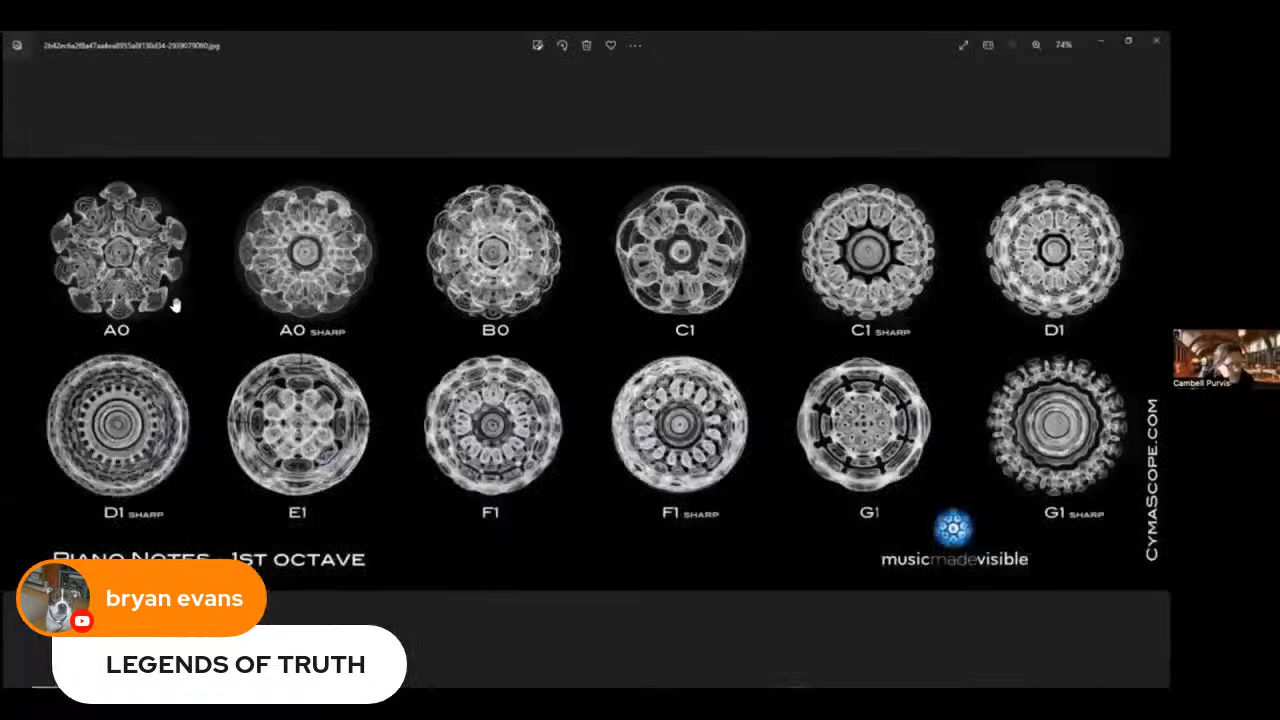 74%
A0
A0 SHARP
B0
C1
C1 SHARP
D1
Cambell Purvis
D1 SHARP
E1
F1
F1 SHARP
G1
G1 SHARP
CYMASCOPE.COM
PIANO NOTES - 1ST OCTAVE
musicmadevisible
bryan evans
LEGENDS OF TRUTH